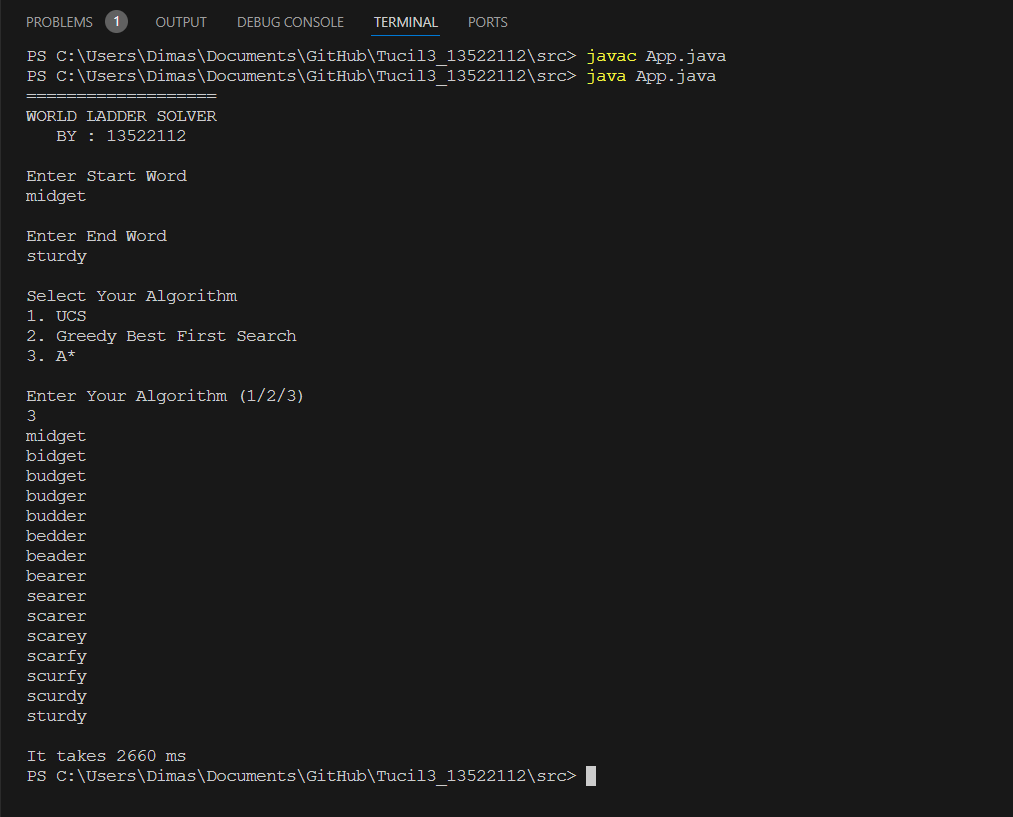 PROBLEMS 1 OUTPUT DEBUG CONSOLE TERMINAL PORTS
PS C:\Users\Dimas\Documents\GitHub\Tucil3_13522112\src> javac App.java
PS C:\Users\Dimas\Documents\GitHub\Tucil3_13522112\src> java App.java
===================
WORLD LADDER SOLVER
   BY : 13522112
Enter Start Word
midget
Enter End Word
sturdy
Select Your Algorithm
1. UCS
2. Greedy Best First Search
3. A*
Enter Your Algorithm (1/2/3)
3
midget
bidget
budget
budger
budder
bedder
beader
bearer
searer
scarer
scarey
scarfy
scurfy
scurdy
sturdy
It takes 2660 ms
PS C:\Users\Dimas\Documents\GitHub\Tucil3_13522112\src>